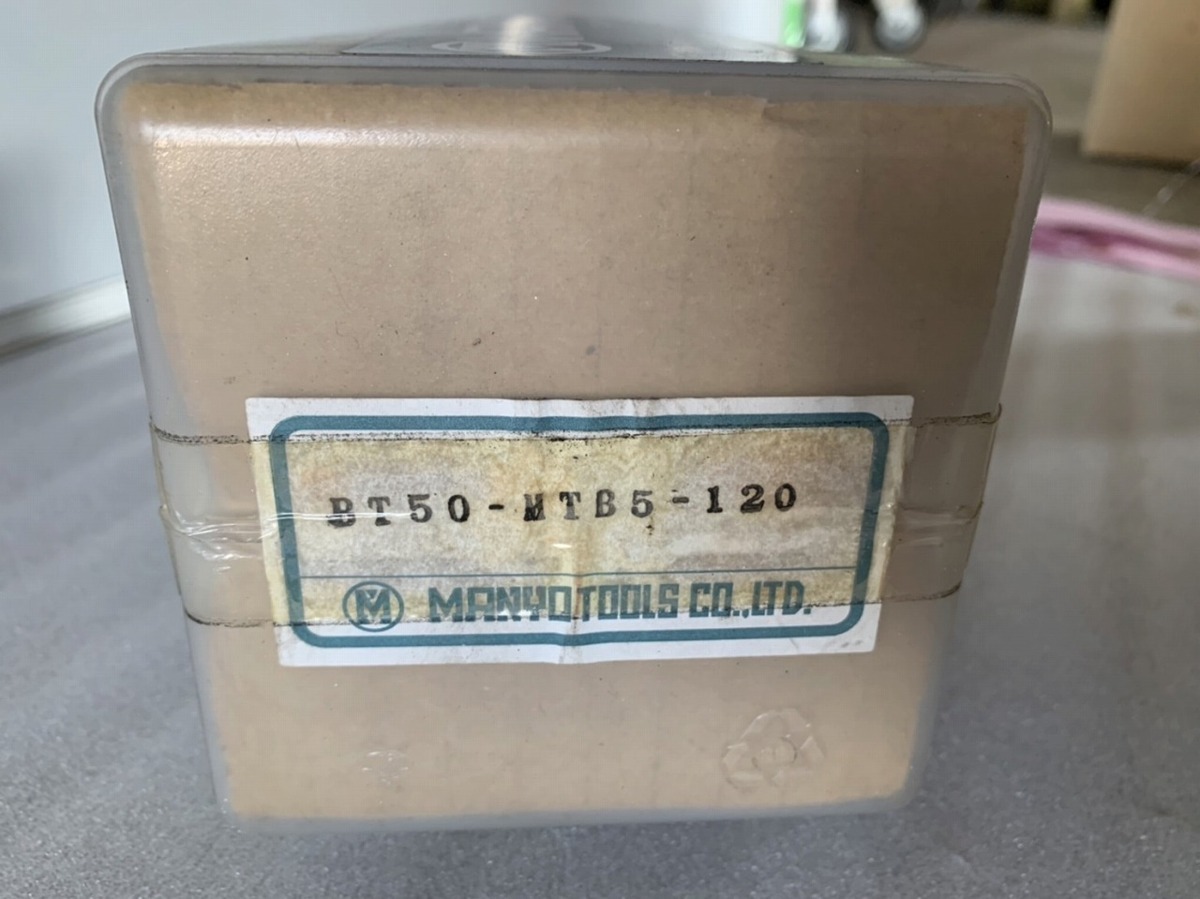 BT50-MTB5-120
M MANYO TOOLS CO.,LTD.